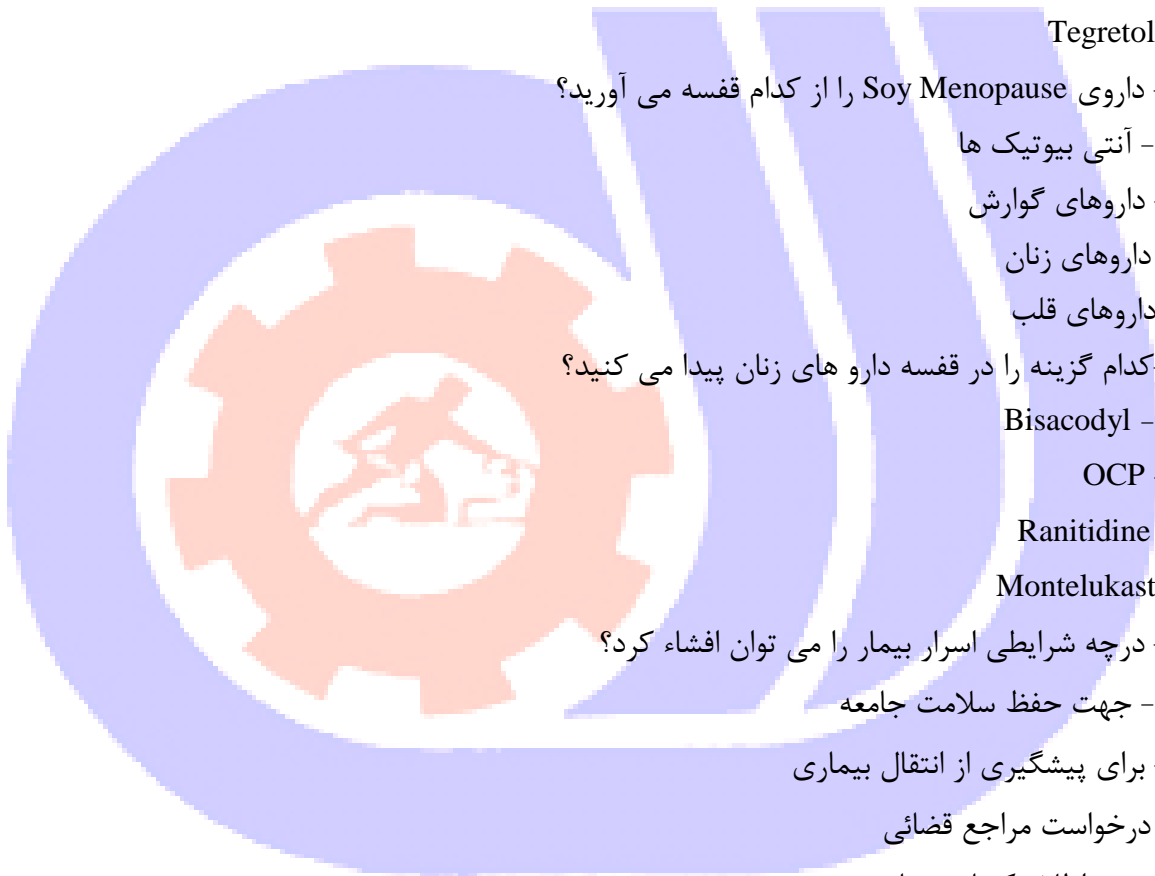 Tegretol
- داروی Soy Menopause را از کدام قفسه می آورید؟
- آنتی بیوتیک ها
- داروهای گوارش
داروهای زنان
داروهای قلب
-کدام گزینه را در قفسه دارو های زنان پیدا می کنید؟
- Bisacodyl
- OCP
Ranitidine
Montelukast
- درچه شرایطی اسرار بیمار را می توان افشاء کرد؟
- جهت حفظ سلامت جامعه
- برای پیشگیری از انتقال بیماری
درخواست مراجع قضائی